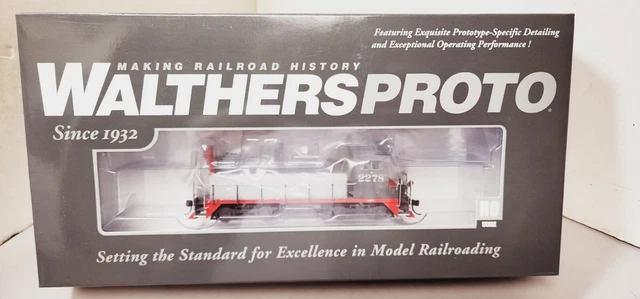 Featuring Exquisite Prototype-Specific Detailing
and Exceptional Operating Performance !
MAKING RAILROAD HISTORY
WALTHERSPROTO®
Since 1932
2278
HO
SCALE
Setting the Standard for Excellence in Model Railroading